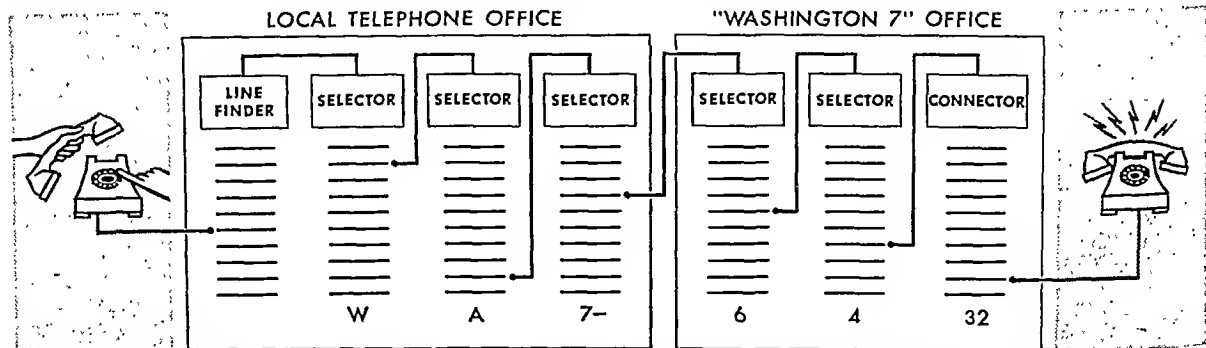 LOCAL TELEPHONE OFFICE
"WASHINGTON 7" OFFICE
LINE FINDER
SELECTOR
SELECTOR
SELECTOR
SELECTOR
SELECTOR
CONNECTOR
W
A
7–
6
4
32